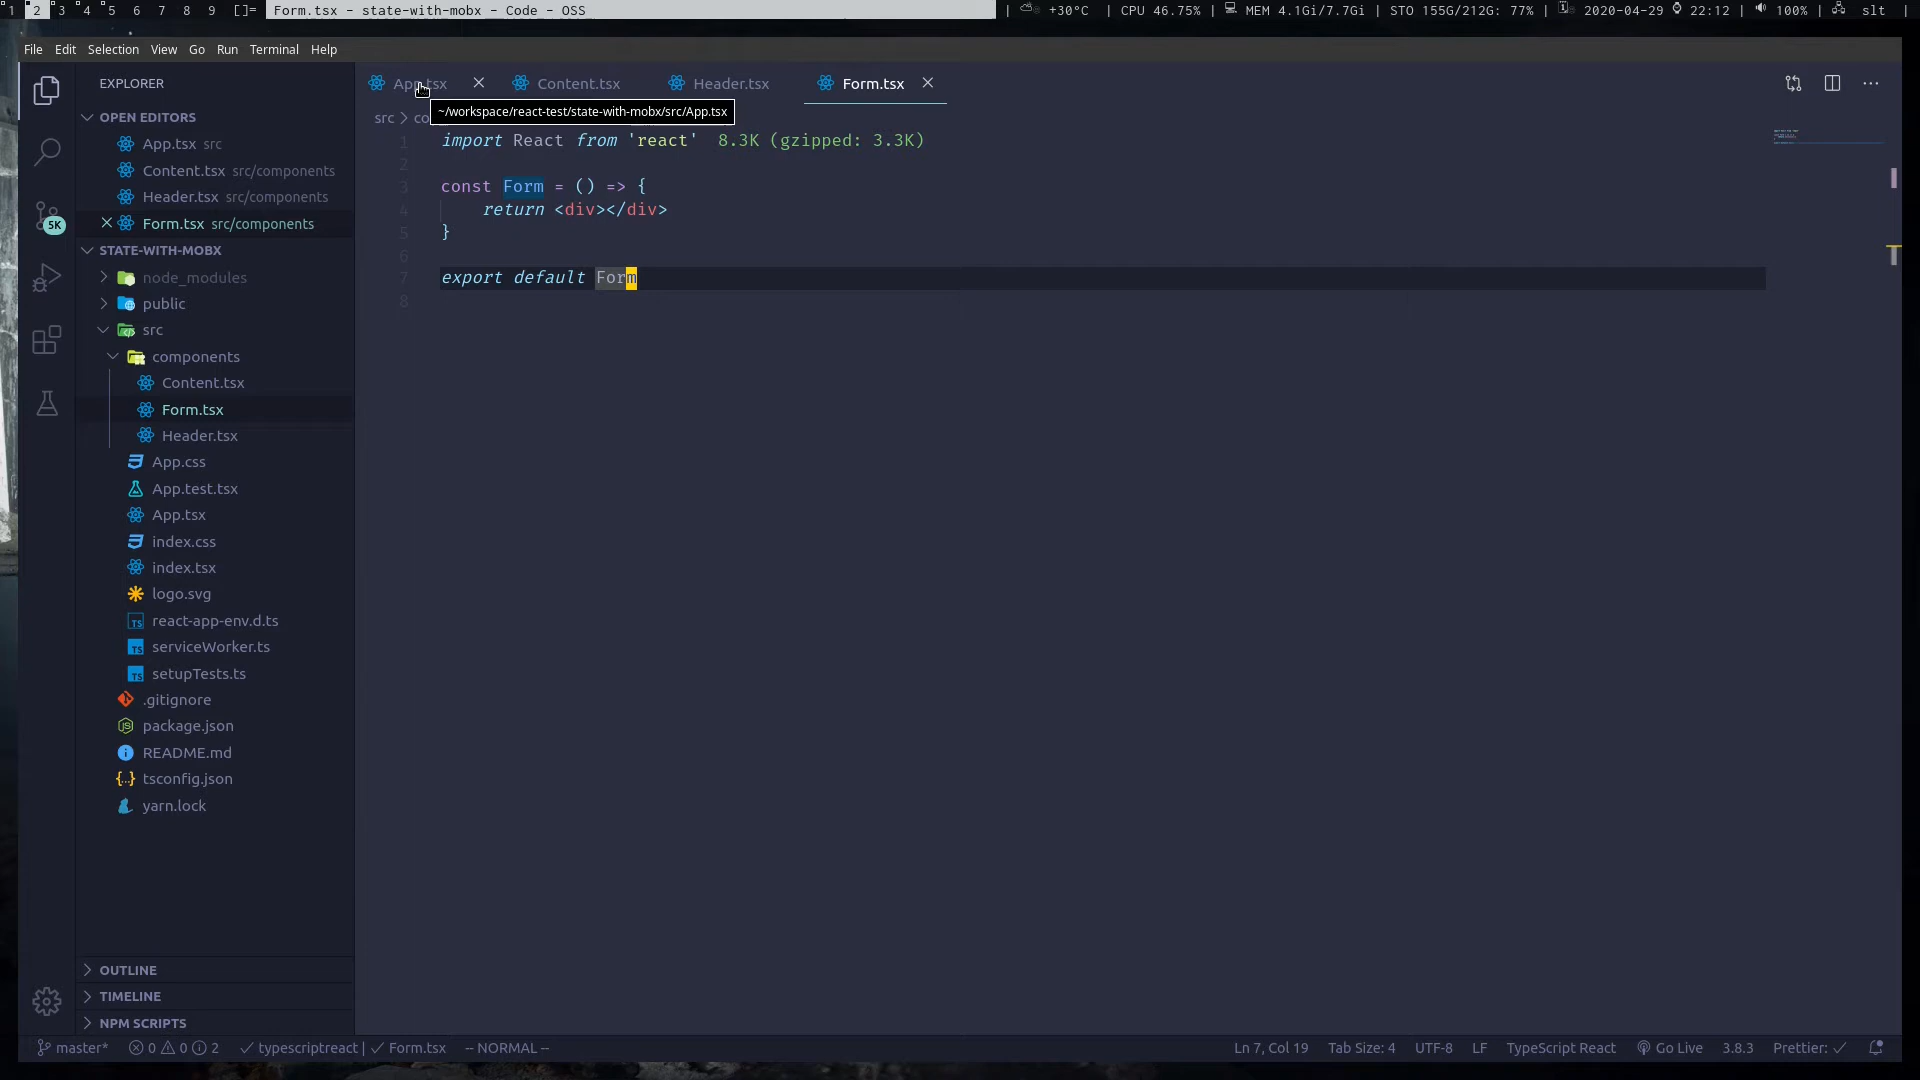 1 2 3 4 5 6 7 8 9 []= Form.tsx - state-with-mobx - Code - OSS | +30°C | CPU 46.75% | MEM 4.1Gi/7.7Gi | STO 155G/212G: 77% | 2020-04-29 22:12 | 100% | slt |
File Edit Selection View Go Run Terminal Help
EXPLORER
OPEN EDITORS
App.tsx src
Content.tsx src/components
Header.tsx src/components
Form.tsx src/components
STATE-WITH-MOBX
node_modules
public
src
components
Content.tsx
Form.tsx
Header.tsx
App.css
App.test.tsx
App.tsx
index.css
index.tsx
logo.svg
react-app-env.d.ts
serviceWorker.ts
setupTests.ts
.gitignore
package.json
README.md
tsconfig.json
yarn.lock
OUTLINE
TIMELINE
NPM SCRIPTS
5K
App.tsx Content.tsx Header.tsx Form.tsx
~/workspace/react-test/state-with-mobx/src/App.tsx
src > co
1 import React from 'react' 8.3K (gzipped: 3.3K)
2
3 const Form = () => {
4 return <div></div>
5 }
6
7 export default Form
8
master* 0 0 2 typescriptreact | Form.tsx -- NORMAL -- Ln 7, Col 19 Tab Size: 4 UTF-8 LF TypeScript React Go Live 3.8.3 Prettier: ✓